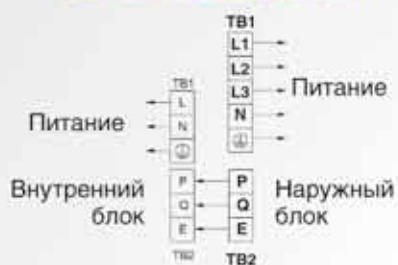 TB1
L1
L2
L3
N
⏚
Питание
TB1
L
N
⏚
Питание
Внутренний
блок
P
Q
E
TB2
P
Q
E
TB2
Наружный
блок